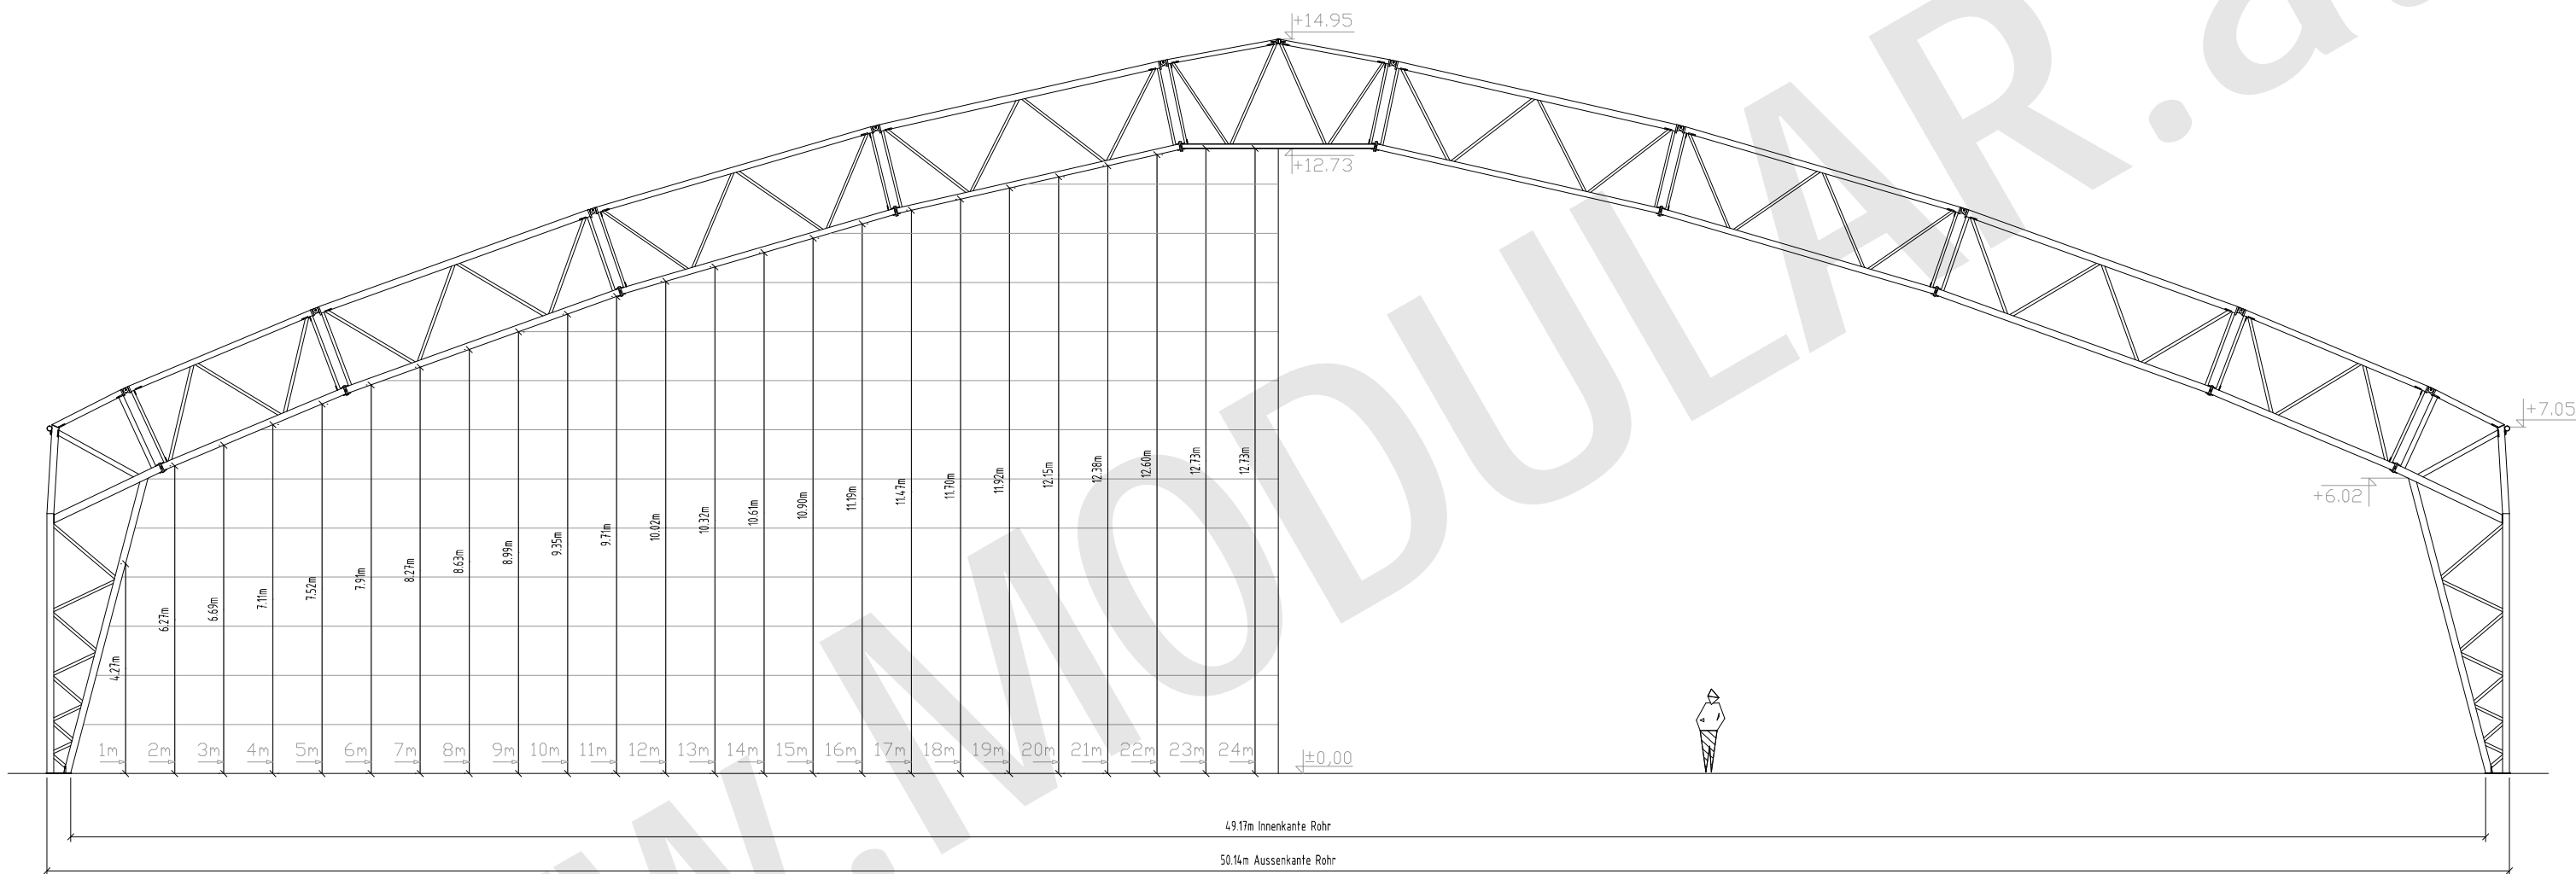 +14.95
+12.73
+7.05
+6.02
4.27m
6.27m
6.69m
7.11m
7.52m
7.91m
8.27m
8.63m
8.99m
9.35m
9.71m
10.02m
10.32m
10.61m
10.90m
11.19m
11.47m
11.70m
11.92m
12.15m
12.38m
12.60m
12.73m
12.73m
1m 2m 3m 4m 5m 6m 7m 8m 9m 10m 11m 12m 13m 14m 15m 16m 17m 18m 19m 20m 21m 22m 23m 24m
±0,00
49.17m Innenkante Rohr
50.14m Aussenkante Rohr
w.MODULAR.a